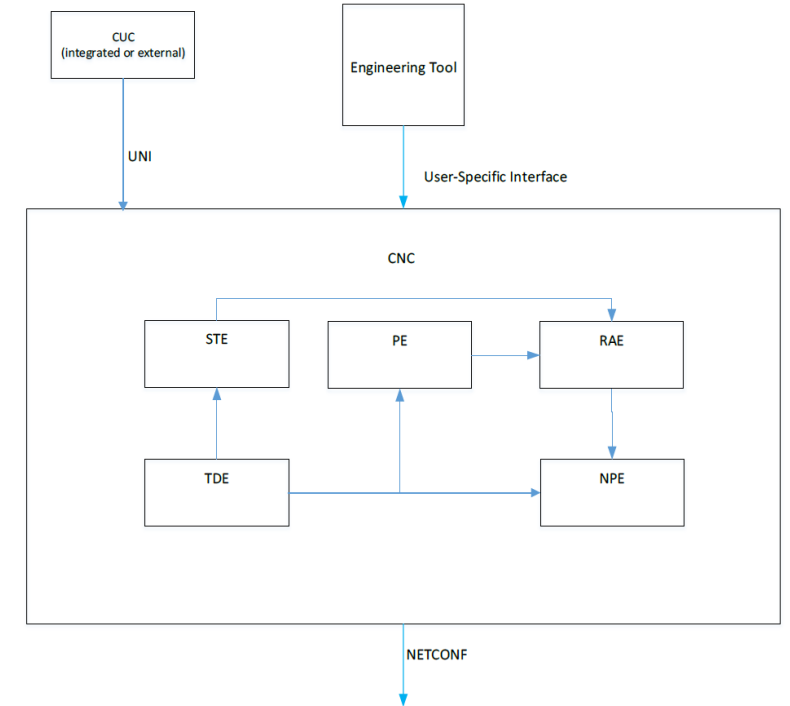 CUC
(integrated or external)
Engineering Tool
UNI
User-Specific Interface
CNC
STE
PE
RAE
TDE
NPE
NETCONF